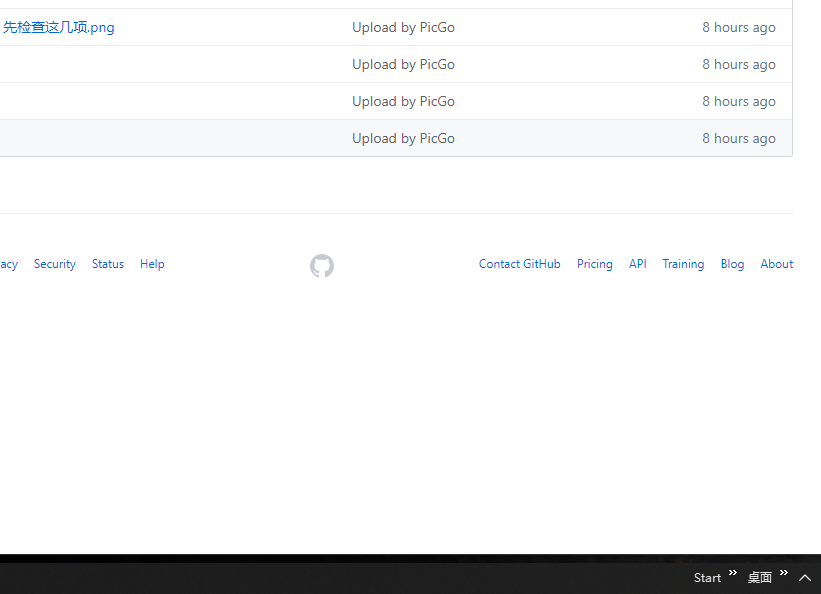 先检查这几项.png Upload by PicGo 8 hours ago
Upload by PicGo 8 hours ago
Upload by PicGo 8 hours ago
Upload by PicGo 8 hours ago
acy Security Status Help Contact GitHub Pricing API Training Blog About
Start » 桌面 »